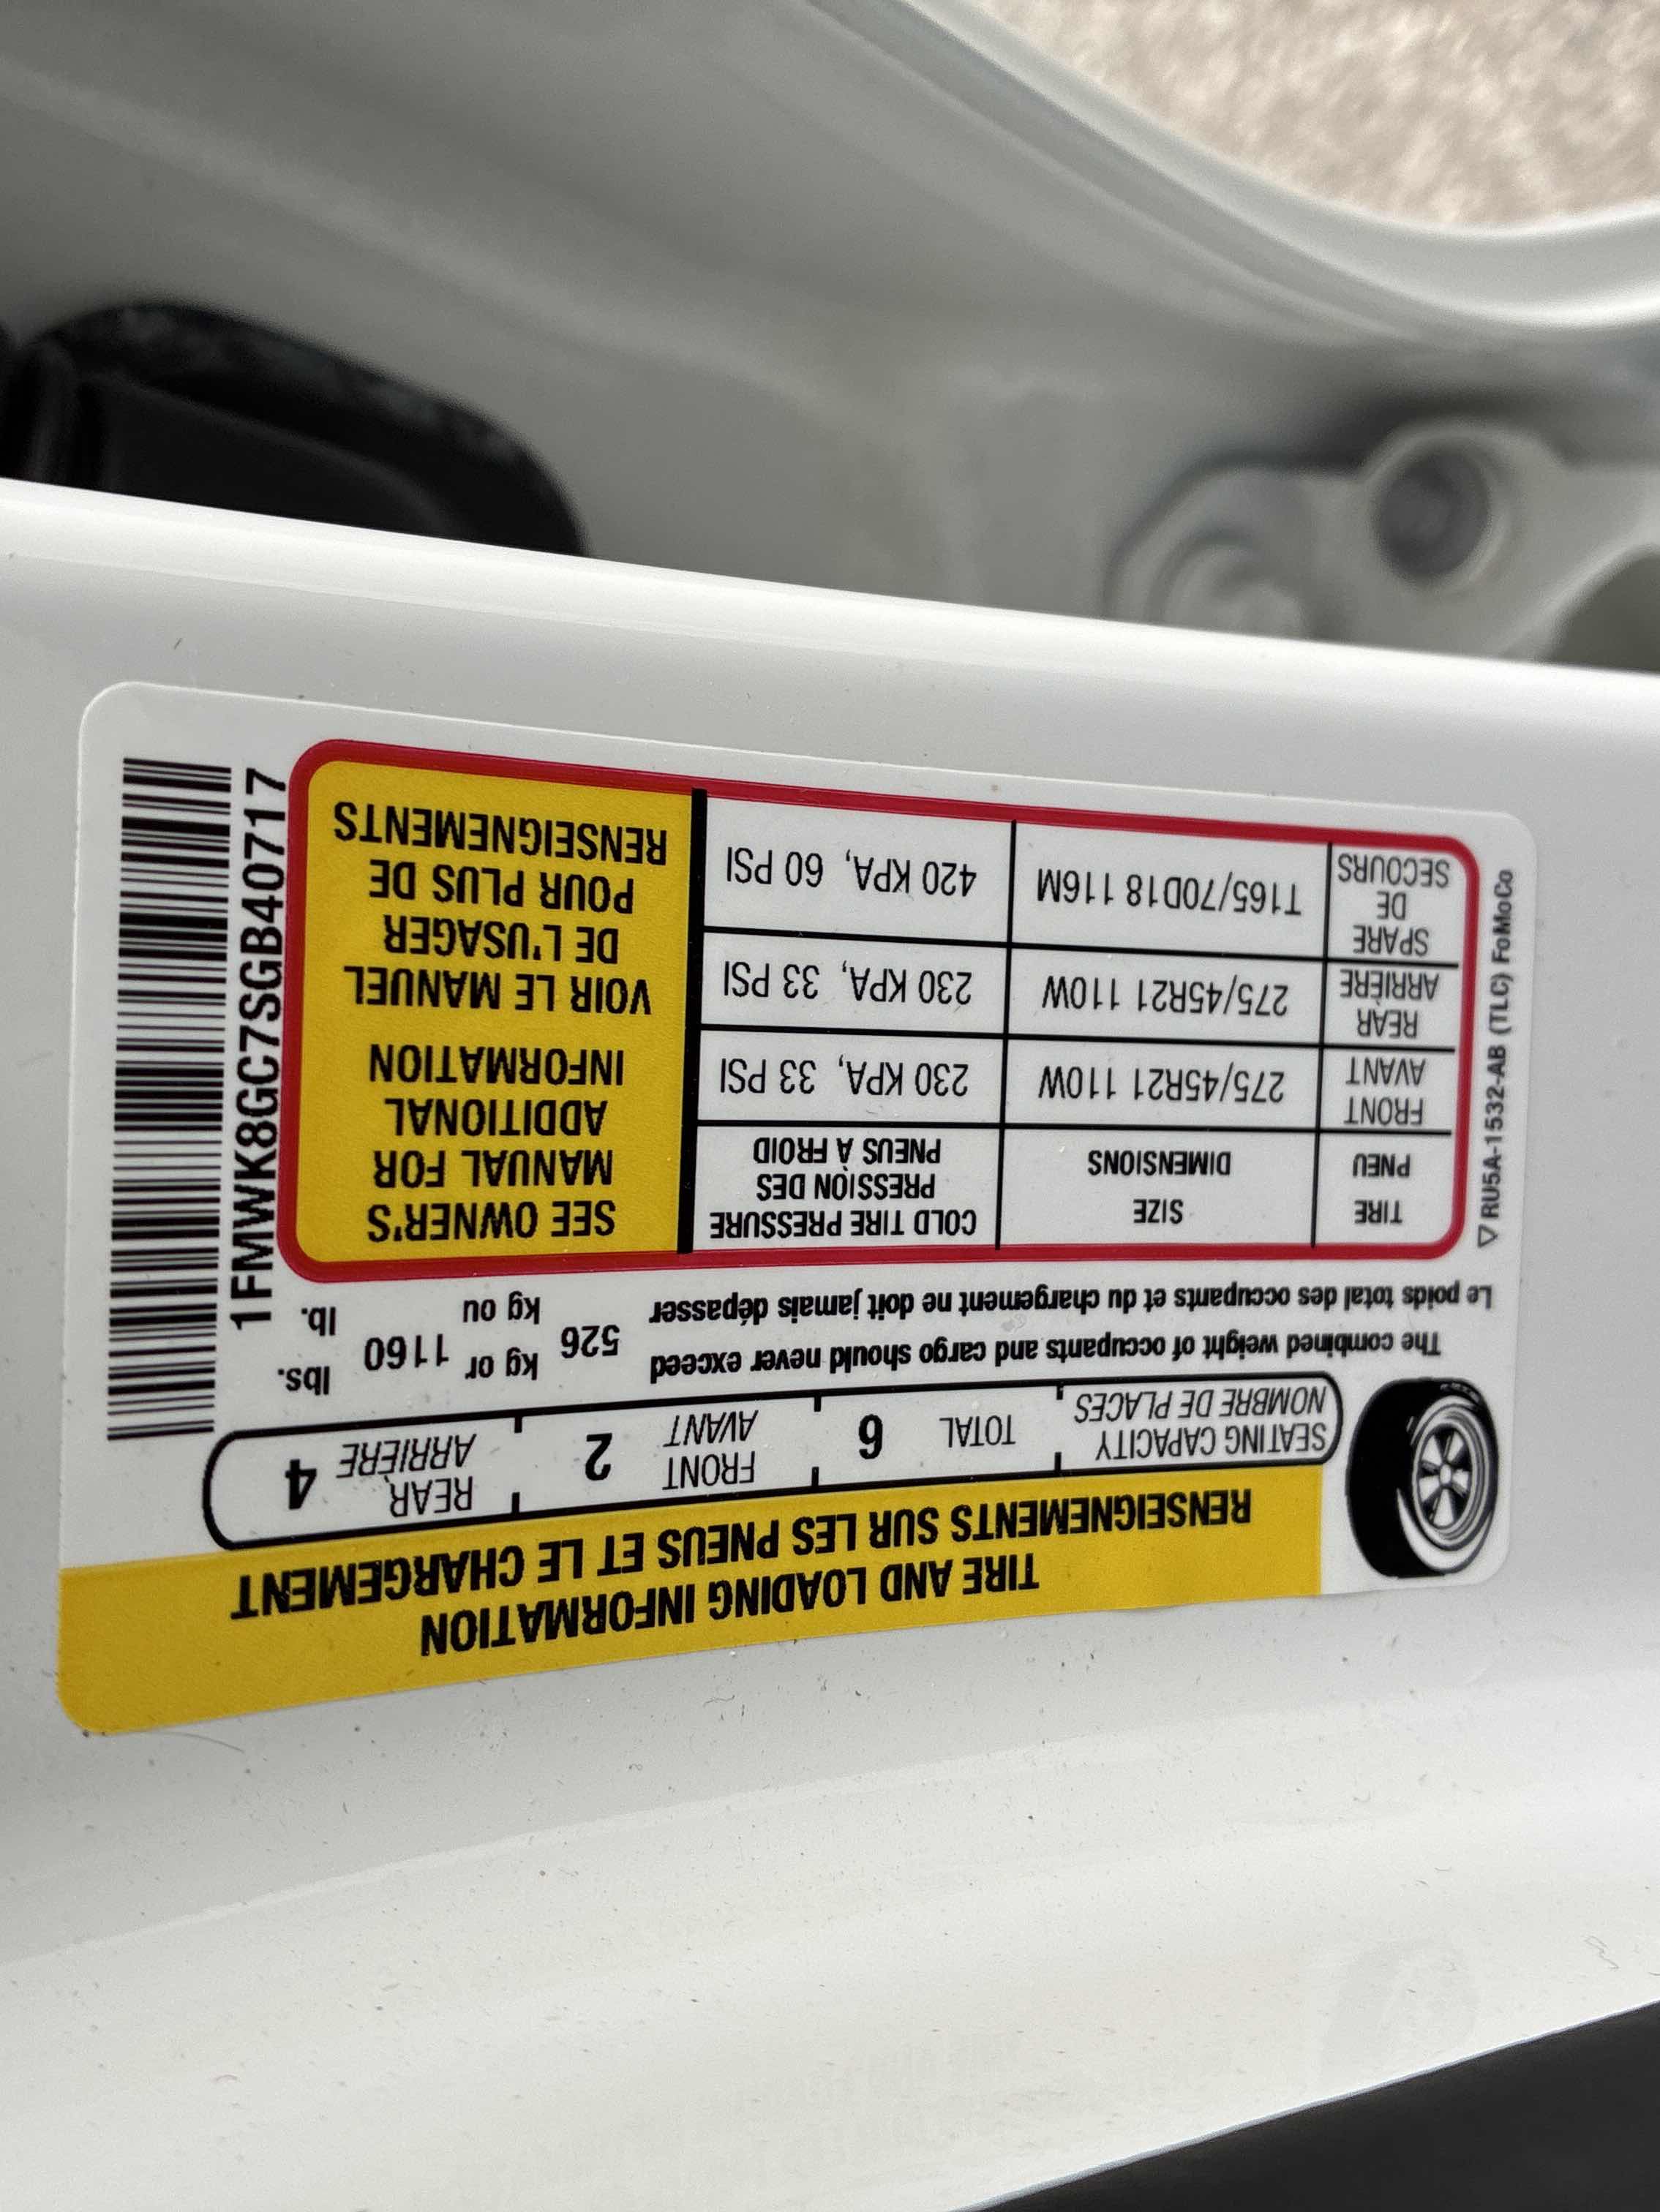 TIRE AND LOADING INFORMATION
RENSEIGNEMENTS SUR LES PNEUS ET LE CHARGEMENT
SEATING CAPACITY
NOMBRE DE PLACES
TOTAL 6
FRONT
AVANT
2
REAR
ARRIÈRE
4
The combined weight of occupants and cargo should never exceed 526 kg or 1160 lbs.
Le poids total des occupants et du chargement ne doit jamais dépasser kg ou lb.
TIRE
PNEU
SIZE
DIMENSIONS
COLD TIRE PRESSURE
PRESSION DES
PNEUS À FROID
FRONT
AVANT
275/45R21 110W
230 KPA, 33 PSI
REAR
ARRIÈRE
275/45R21 110W
230 KPA, 33 PSI
SPARE
DE
SECOURS
T165/70D18 116M
420 KPA, 60 PSI
SEE OWNER'S
MANUAL FOR
ADDITIONAL
INFORMATION
VOIR LE MANUEL
DE L'USAGER
POUR PLUS DE
RENSEIGNEMENTS
1FMWK8GC7SGB40717
▽ RU5A-1532-AB (TLC) FoMoCo